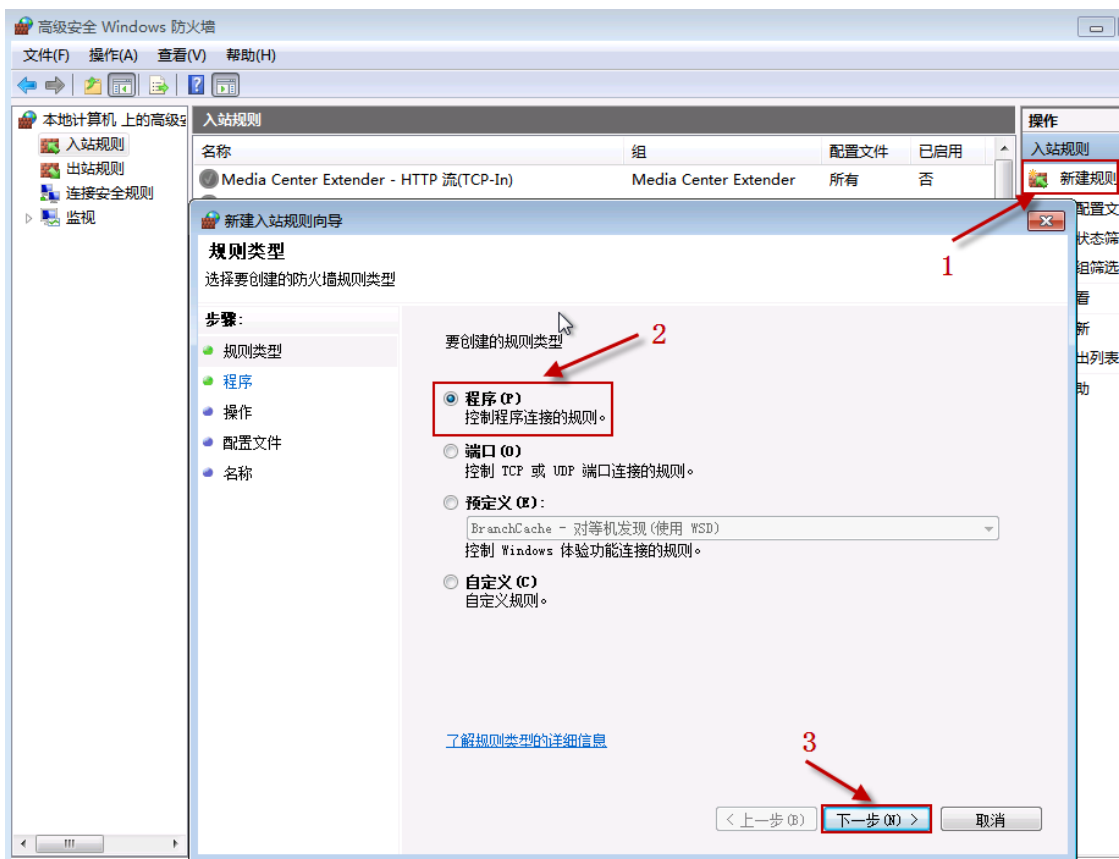 高级安全 Windows 防火墙
文件(F) 操作(A) 查看(V) 帮助(H)
本地计算机 上的高级安
入站规则
出站规则
连接安全规则
监视
入站规则
名称 组 配置文件 已启用
Media Center Extender - HTTP 流(TCP-In) Media Center Extender 所有 否
操作
入站规则
新建规则
配置文
状态筛
组筛选
看
新
出列表
助
1
新建入站规则向导
规则类型
选择要创建的防火墙规则类型
步骤:
规则类型
程序
操作
配置文件
名称
要创建的规则类型
2
程序(P)
控制程序连接的规则。
端口(O)
控制 TCP 或 UDP 端口连接的规则。
预定义(E):
BranchCache - 对等机发现(使用 WSD)
控制 Windows 体验功能连接的规则。
自定义(C)
自定义规则。
了解规则类型的详细信息
3
< 上一步(B) 下一步(N) > 取消